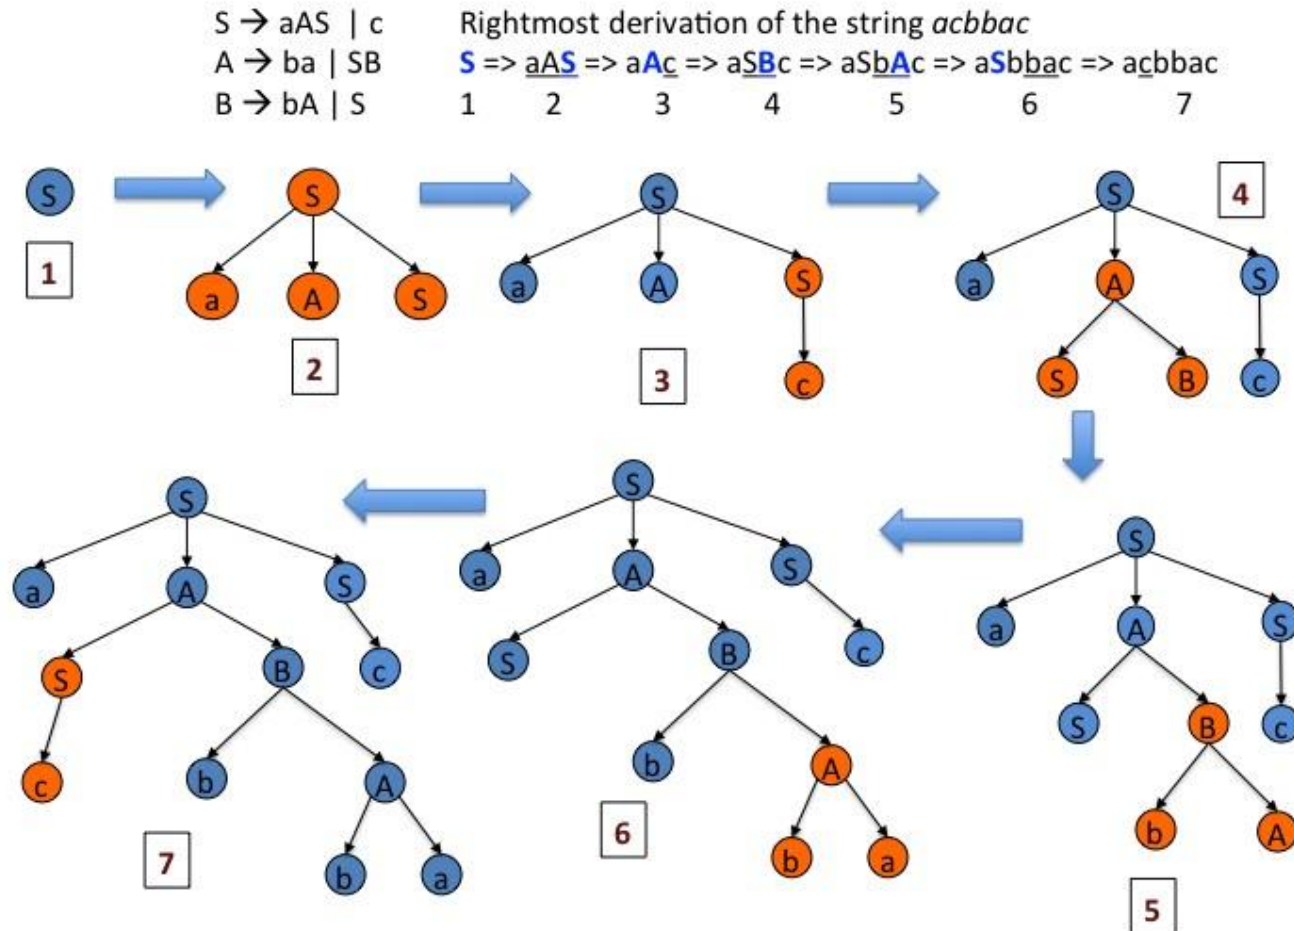 S → aAS | c Rightmost derivation of the string acbbac
A → ba | SB S => aAS => aAc => aSBc => aSbAc => aSbbac => acbbac
B → bA | S 1 2 3 4 5 6 7
S
1
S
a A S
2
S
a A S
c
3
S
4
a A S
S B c
S
a A S
S B c
b A
5
S
a A S
S B c
b A
b a
6
S
a A S
S B c
c b A
b a
7